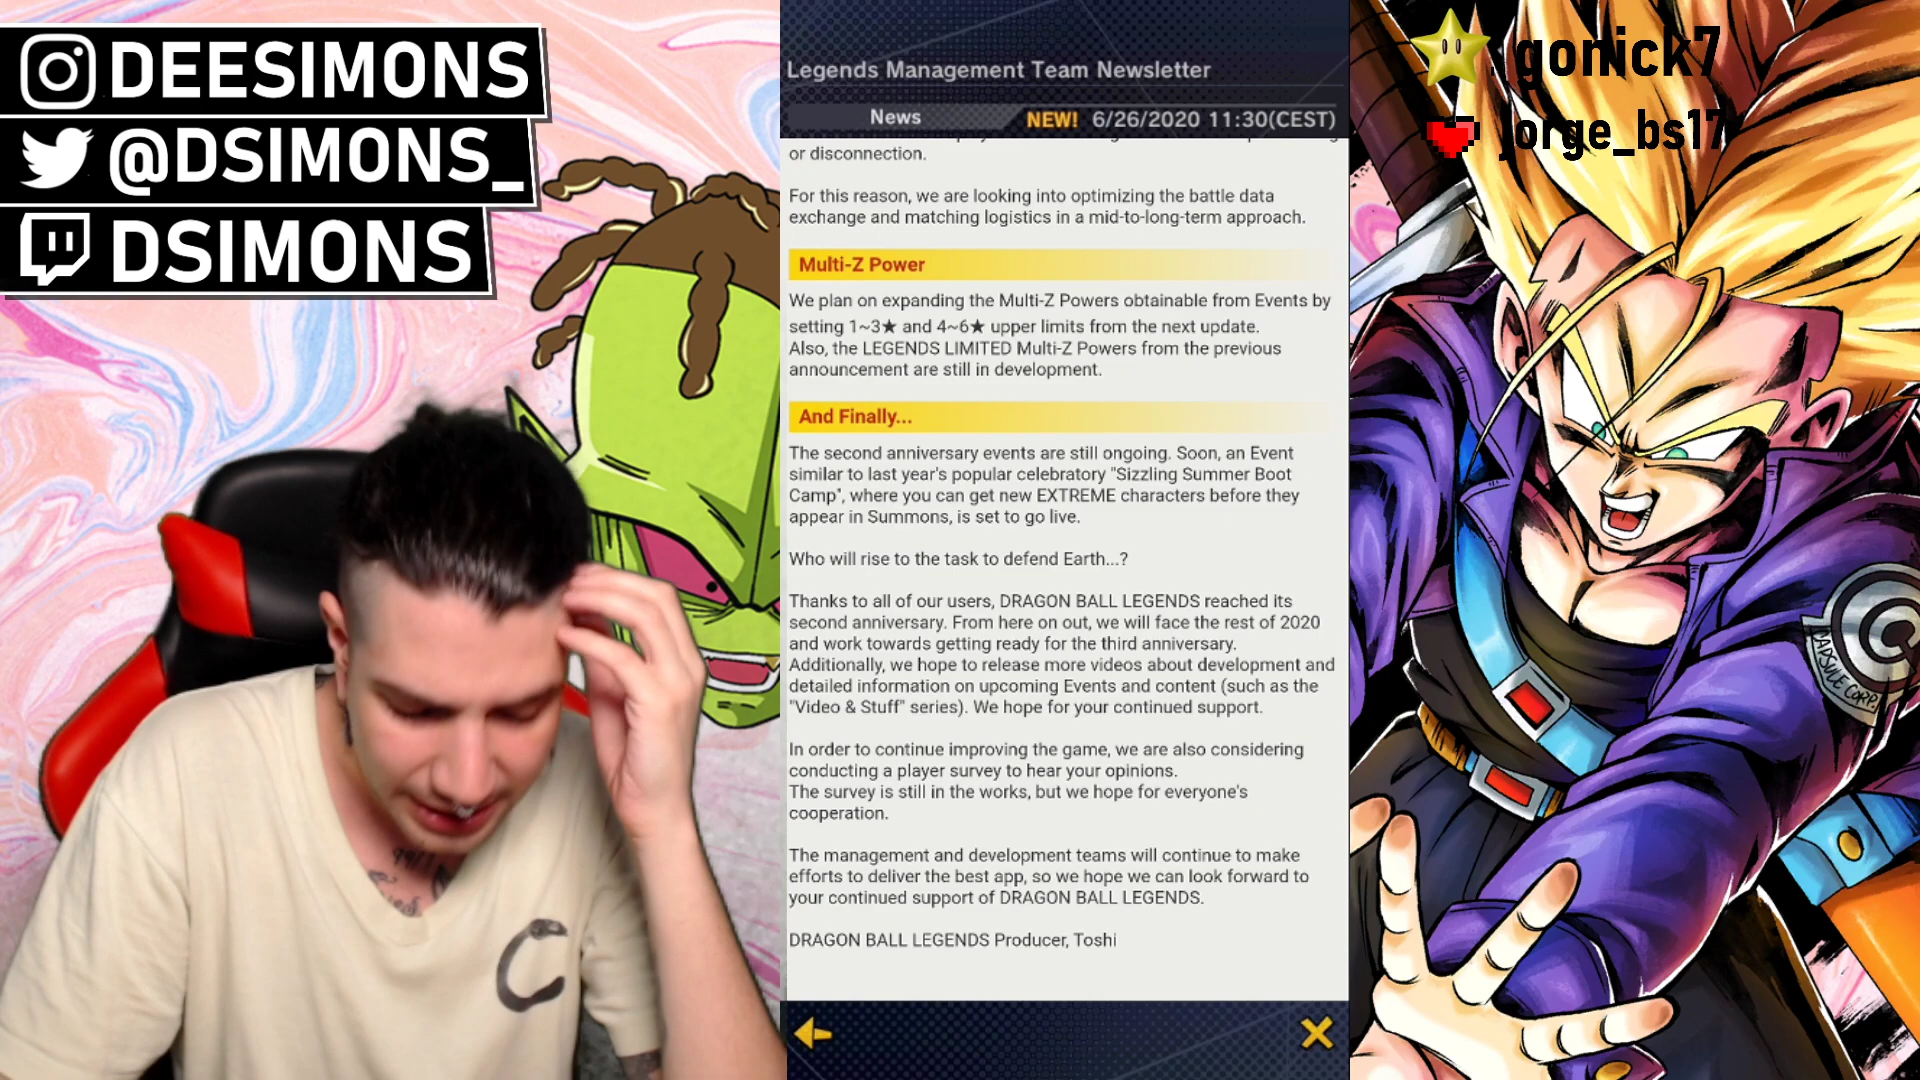 DEESIMONS
@DSIMONS_
DSIMONS
Legends Management Team Newsletter
News
NEW! 6/26/2020 11:30(CEST)
or disconnection.
For this reason, we are looking into optimizing the battle data
exchange and matching logistics in a mid-to-long-term approach.
Multi-Z Power
We plan on expanding the Multi-Z Powers obtainable from Events by
setting 1~3★ and 4~6★ upper limits from the next update.
Also, the LEGENDS LIMITED Multi-Z Powers from the previous
announcement are still in development.
And Finally...
The second anniversary events are still ongoing. Soon, an Event
similar to last year's popular celebratory "Sizzling Summer Boot
Camp", where you can get new EXTREME characters before they
appear in Summons, is set to go live.
Who will rise to the task to defend Earth...?
Thanks to all of our users, DRAGON BALL LEGENDS reached its
second anniversary. From here on out, we will face the rest of 2020
and work towards getting ready for the third anniversary.
Additionally, we hope to release more videos about development and
detailed information on upcoming Events and content (such as the
"Video & Stuff" series). We hope for your continued support.
In order to continue improving the game, we are also considering
conducting a player survey to hear your opinions.
The survey is still in the works, but we hope for everyone's
cooperation.
The management and development teams will continue to make
efforts to deliver the best app, so we hope we can look forward to
your continued support of DRAGON BALL LEGENDS.
DRAGON BALL LEGENDS Producer, Toshi
gonick7
jorge_bs17
CAPSULE CORP.